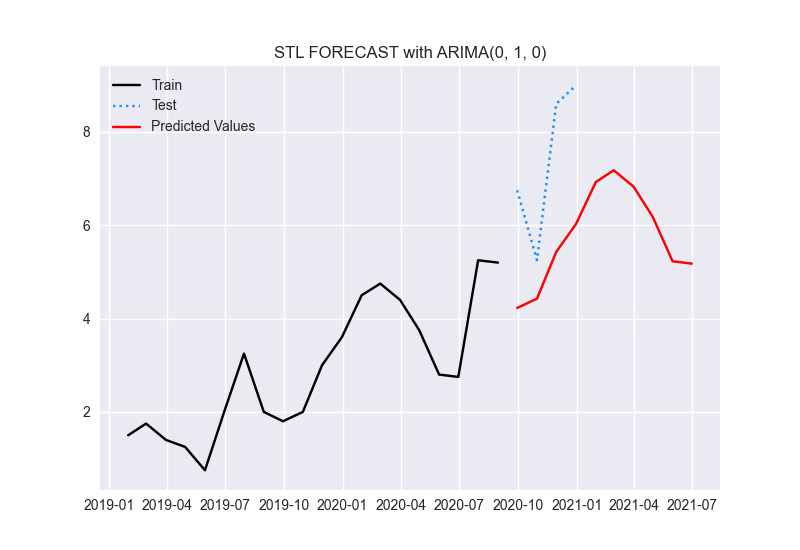 STL FORECAST with ARIMA(0, 1, 0)
Train
Test
Predicted Values
8
6
4
2
2019-01 2019-04 2019-07 2019-10 2020-01 2020-04 2020-07 2020-10 2021-01 2021-04 2021-07